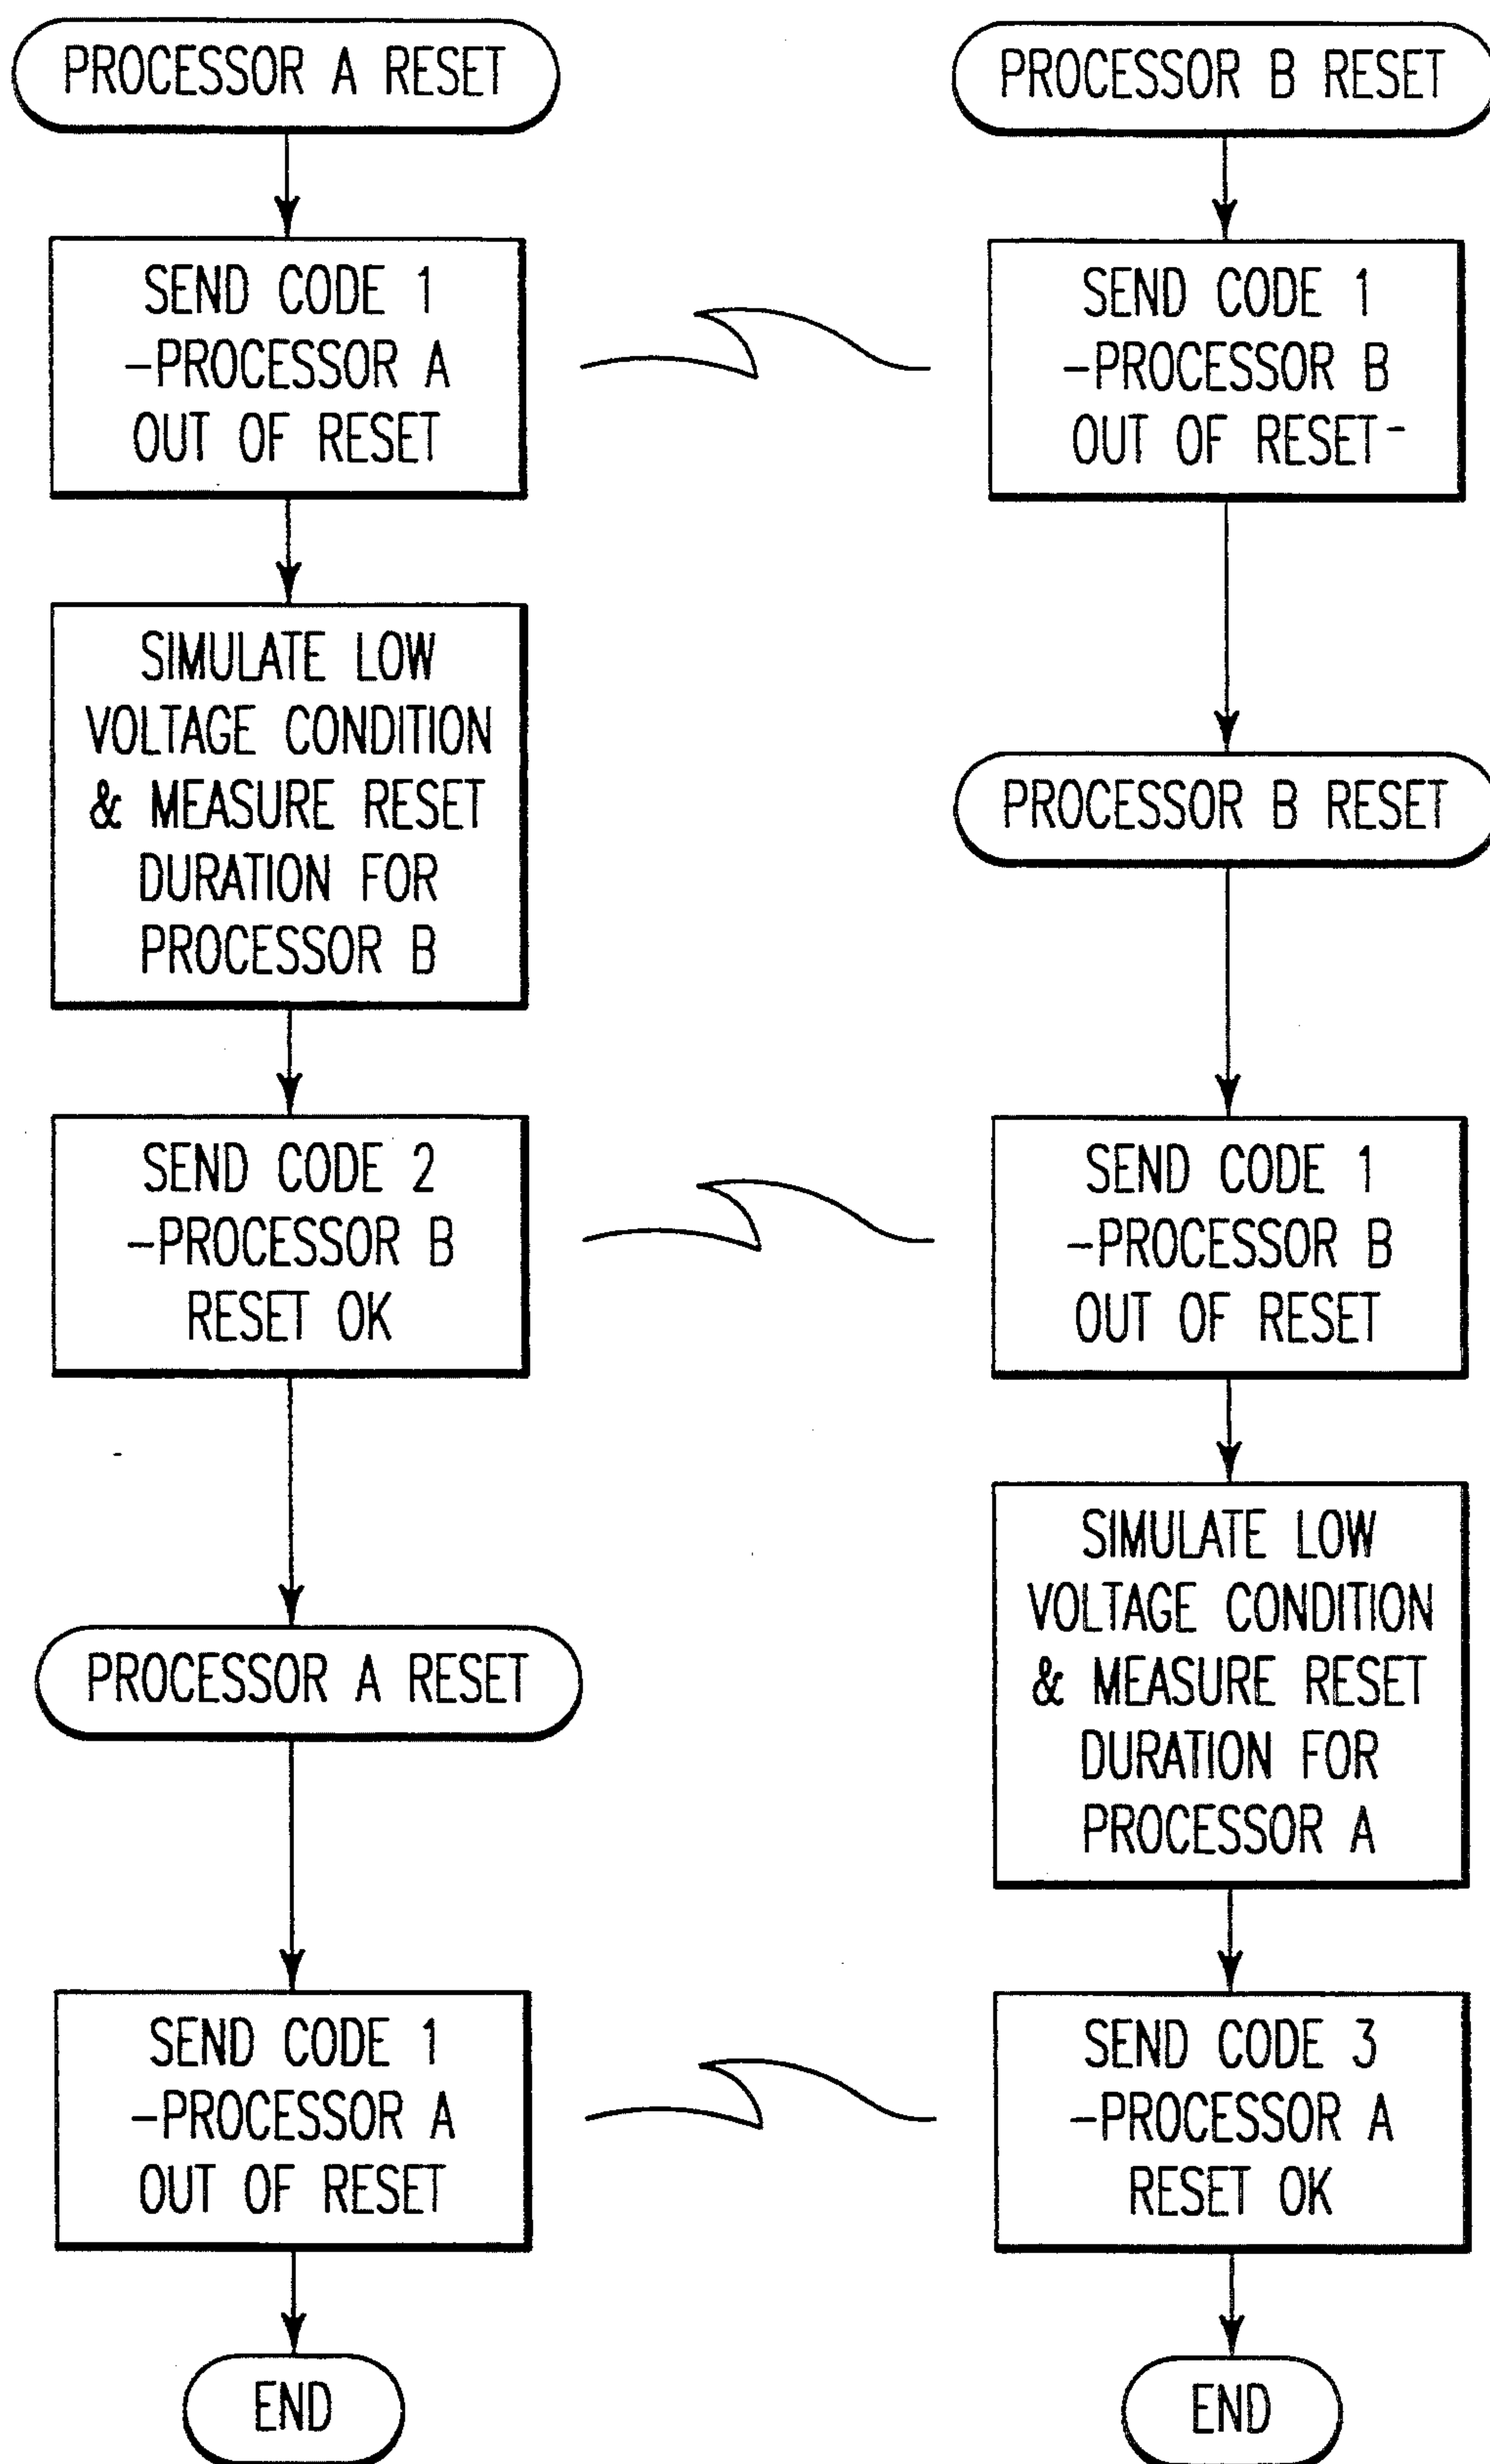 PROCESSOR A RESET
SEND CODE 1
-PROCESSOR A
OUT OF RESET
SIMULATE LOW
VOLTAGE CONDITION
& MEASURE RESET
DURATION FOR
PROCESSOR B
SEND CODE 2
-PROCESSOR B
RESET OK
PROCESSOR A RESET
SEND CODE 1
-PROCESSOR A
OUT OF RESET
END
PROCESSOR B RESET
SEND CODE 1
-PROCESSOR B
OUT OF RESET-
PROCESSOR B RESET
SEND CODE 1
-PROCESSOR B
OUT OF RESET
SIMULATE LOW
VOLTAGE CONDITION
& MEASURE RESET
DURATION FOR
PROCESSOR A
SEND CODE 3
-PROCESSOR A
RESET OK
END